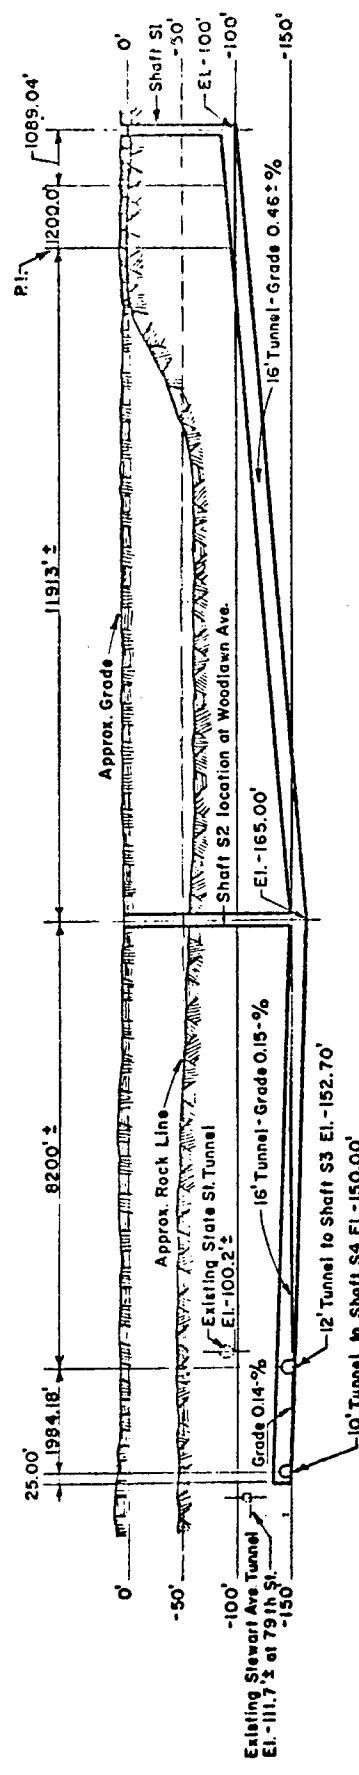 25.00'
1984.18'
8200' ±
11913' ±
P.I.
1200.0'
1089.04'
0'
-50'
-100'
-150'
0'
-50'
-100'
-150'
Approx. Grade
Approx. Rock Line
Shaft S1
El.-100'
Existing State St. Tunnel
El.-100.2'±
Shaft S2 location at Woodlawn Ave.
El.-165.00'
16' Tunnel-Grade 0.46±%
16' Tunnel-Grade 0.15-%
Grade 0.14-%
Existing Stewart Ave. Tunnel
El.-111.7'± at 79th St.
12' Tunnel to Shaft S3 El.-152.70'
10' Tunnel to Shaft S4 El.-150.00'